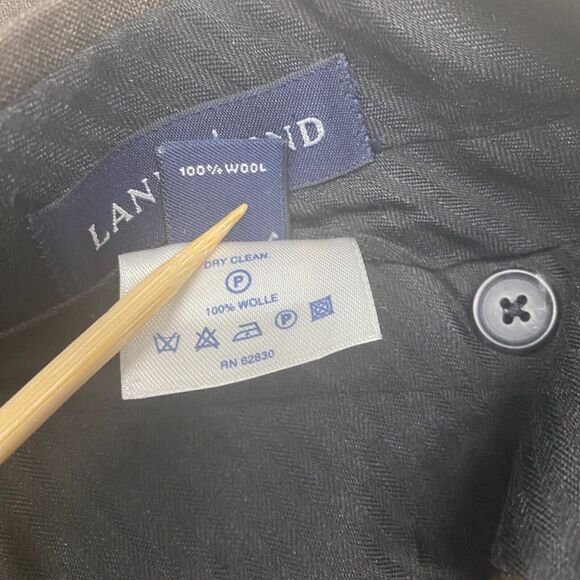 100% WOOL
DRY CLEAN
P
100% WOLLE
P
RN 62830